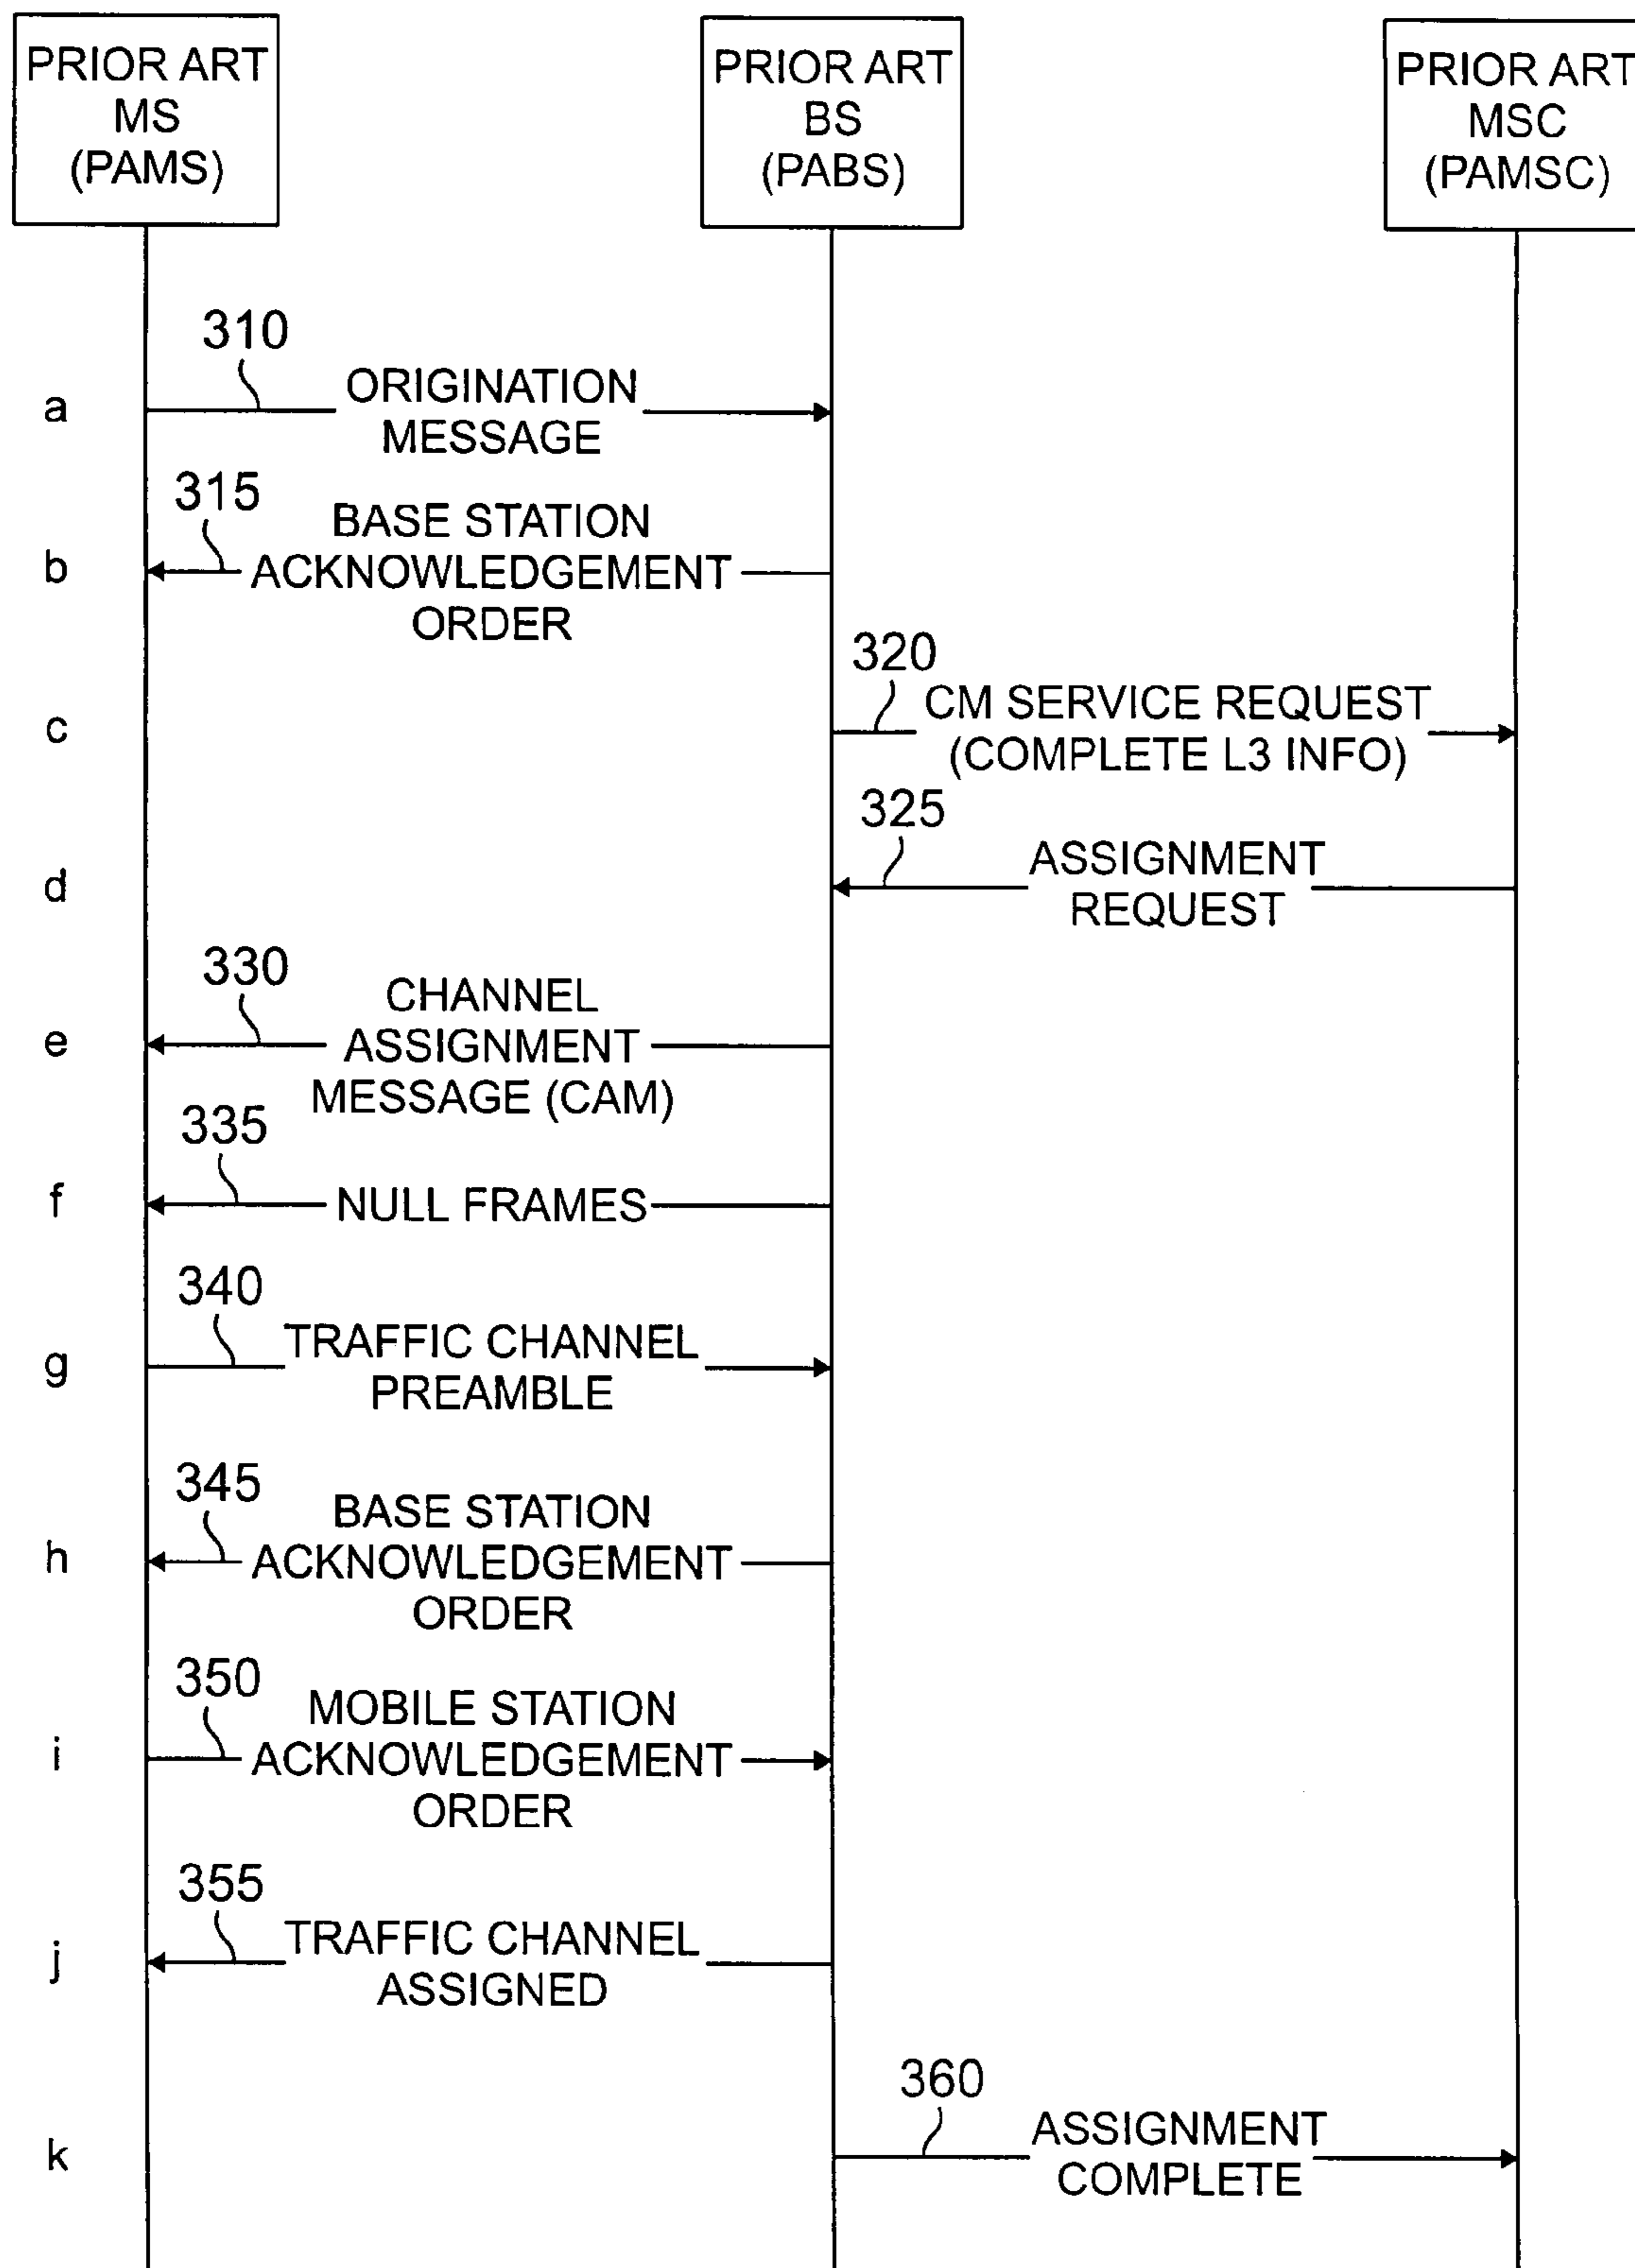 PRIOR ART
MS
(PAMS)
PRIOR ART
BS
(PABS)
PRIOR ART
MSC
(PAMSC)
310
a
ORIGINATION
MESSAGE
315
b
BASE STATION
ACKNOWLEDGEMENT
ORDER
320
c
CM SERVICE REQUEST
(COMPLETE L3 INFO)
325
d
ASSIGNMENT
REQUEST
330
e
CHANNEL
ASSIGNMENT
MESSAGE (CAM)
335
f
NULL FRAMES
340
g
TRAFFIC CHANNEL
PREAMBLE
345
h
BASE STATION
ACKNOWLEDGEMENT
ORDER
350
i
MOBILE STATION
ACKNOWLEDGEMENT
ORDER
355
j
TRAFFIC CHANNEL
ASSIGNED
360
k
ASSIGNMENT
COMPLETE